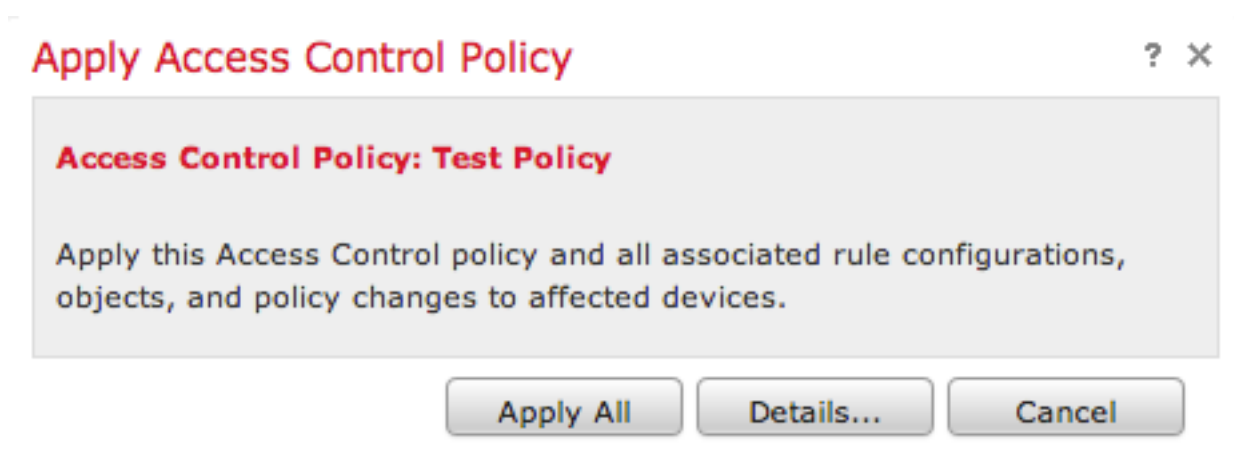 Apply Access Control Policy ? ×
Access Control Policy: Test Policy
Apply this Access Control policy and all associated rule configurations,
objects, and policy changes to affected devices.
Apply All Details... Cancel